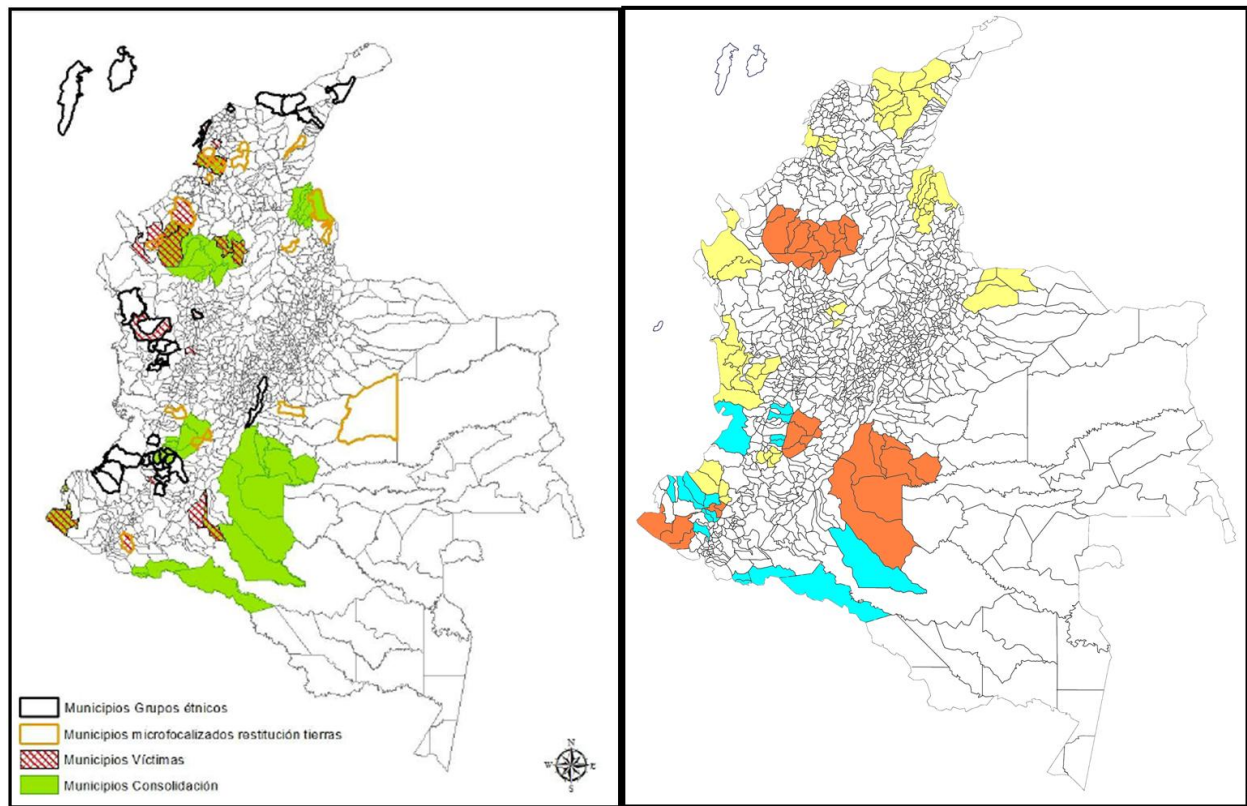 Municipios Grupos étnicos
Municipios microfocalizados restitución tierras
Municipios Víctimas
Municipios Consolidación
N
W
E
S